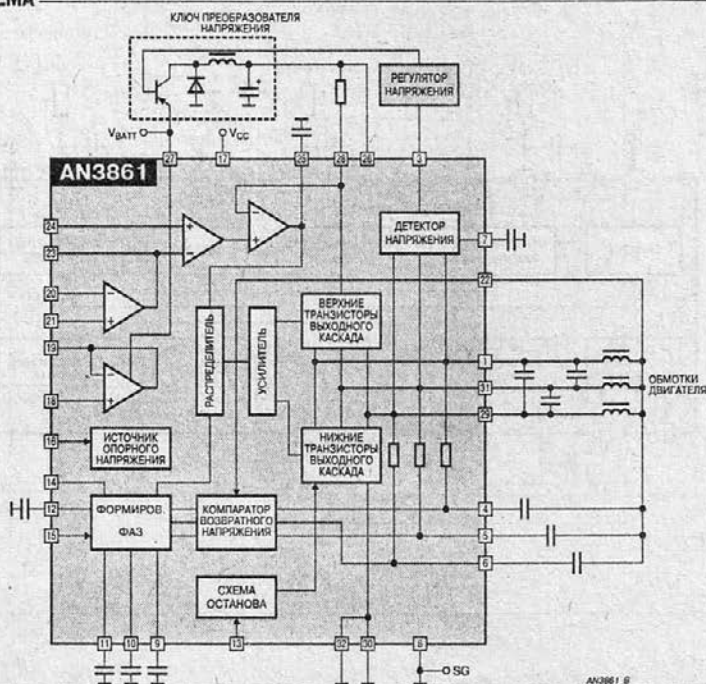 ЕМА
КЛЮЧ ПРЕОБРАЗОВАТЕЛЯ
НАПРЯЖЕНИЯ
РЕГУЛЯТОР
НАПРЯЖЕНИЯ
VBATT
VCC
27
17
25
28
26
3
AN3861
24
23
20
21
19
18
16
14
12
15
ДЕТЕКТОР
НАПРЯЖЕНИЯ
7
22
РАСПРЕДЕЛИТЕЛЬ
УСИЛИТЕЛЬ
ВЕРХНИЕ
ТРАНЗИСТОРЫ
ВЫХОДНОГО
КАСКАДА
1
31
29
ОБМОТКИ
ДВИГАТЕЛЯ
НИЖНИЕ
ТРАНЗИСТОРЫ
ВЫХОДНОГО
КАСКАДА
ИСТОЧНИК
ОПОРНОГО
НАПРЯЖЕНИЯ
ФОРМИРОВ.
ФАЗ
КОМПАРАТОР
ВОЗВРАТНОГО
НАПРЯЖЕНИЯ
4
5
6
СХЕМА
ОСТАНОВА
11
10
9
13
32
30
8
SG
AN3861_B